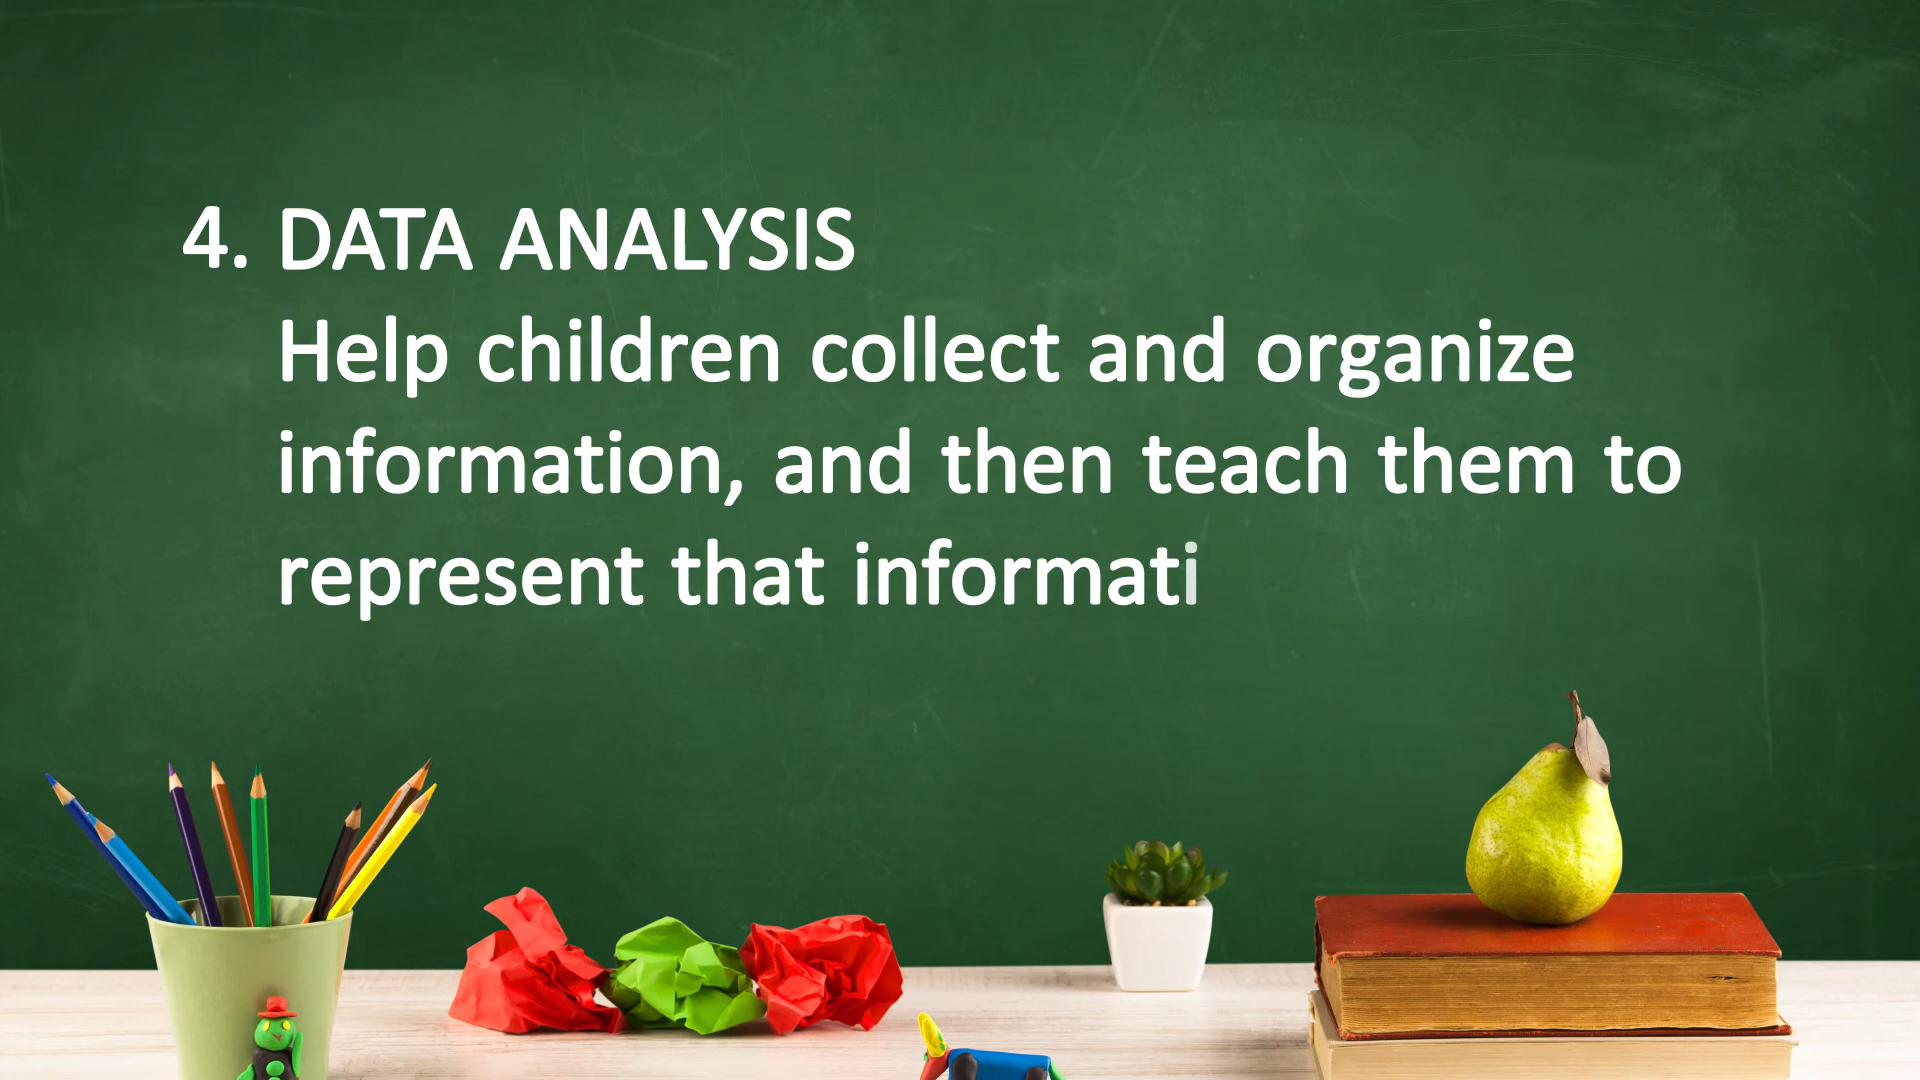 4. DATA ANALYSIS
Help children collect and organize
information, and then teach them to
represent that informati